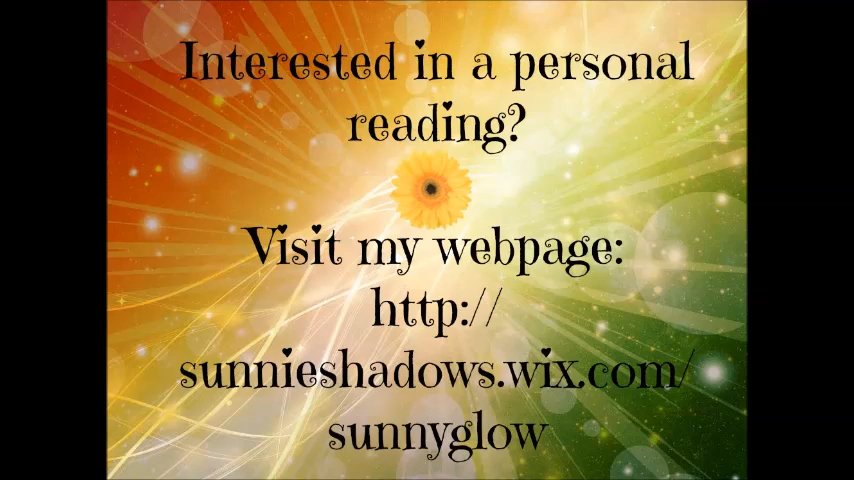 Interested in a personal
reading?
Visit my webpage:
http://
sunnieshadows.wix.com/
sunnyglow